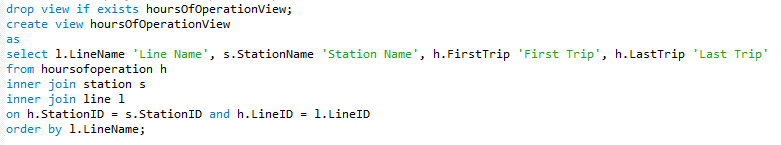 drop view if exists hoursOfOperationView;
create view hoursOfOperationView
as
select l.LineName 'Line Name', s.StationName 'Station Name', h.FirstTrip 'First Trip', h.LastTrip 'Last Trip'
from hoursofoperation h
inner join station s
inner join line l
on h.StationID = s.StationID and h.LineID = l.LineID
order by l.LineName;